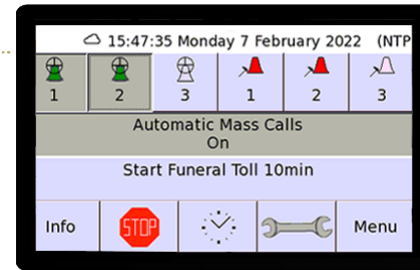 15:47:35 Monday 7 February 2022 (NTP
1 2 3 1 2 3
Automatic Mass Calls
On
Start Funeral Toll 10min
Info STOP Menu